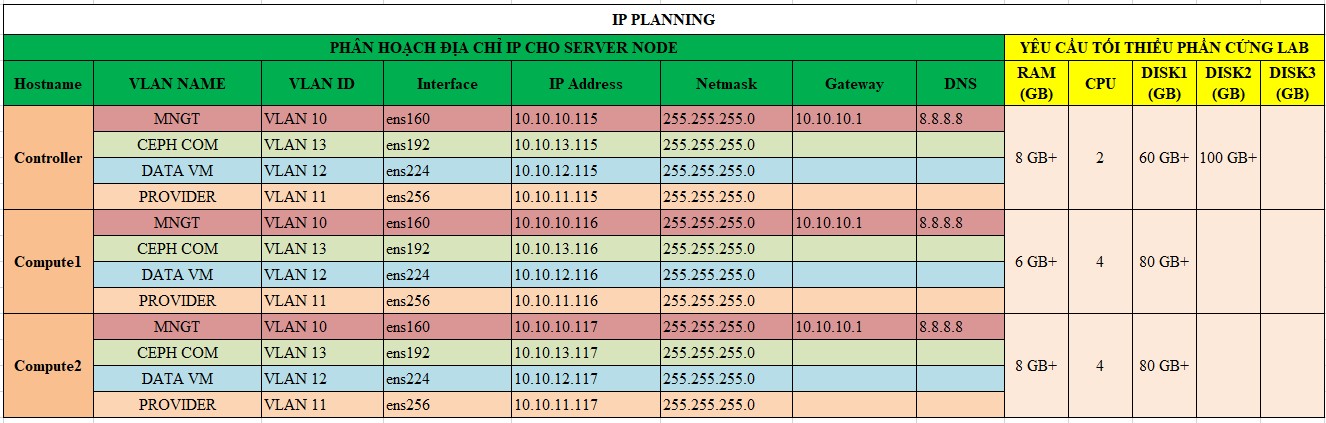 IP PLANNING
PHÂN HOẠCH ĐỊA CHỈ IP CHO SERVER NODE YÊU CẦU TỐI THIỂU PHẦN CỨNG LAB
Hostname VLAN NAME VLAN ID Interface IP Address Netmask Gateway DNS RAM (GB) CPU DISK1 (GB) DISK2 (GB) DISK3 (GB)
Controller MNGT VLAN 10 ens160 10.10.10.115 255.255.255.0 10.10.10.1 8.8.8.8 8 GB+ 2 60 GB+ 100 GB+
CEPH COM VLAN 13 ens192 10.10.13.115 255.255.255.0
DATA VM VLAN 12 ens224 10.10.12.115 255.255.255.0
PROVIDER VLAN 11 ens256 10.10.11.115 255.255.255.0
Compute1 MNGT VLAN 10 ens160 10.10.10.116 255.255.255.0 10.10.10.1 8.8.8.8 6 GB+ 4 80 GB+
CEPH COM VLAN 13 ens192 10.10.13.116 255.255.255.0
DATA VM VLAN 12 ens224 10.10.12.116 255.255.255.0
PROVIDER VLAN 11 ens256 10.10.11.116 255.255.255.0
Compute2 MNGT VLAN 10 ens160 10.10.10.117 255.255.255.0 10.10.10.1 8.8.8.8 8 GB+ 4 80 GB+
CEPH COM VLAN 13 ens192 10.10.13.117 255.255.255.0
DATA VM VLAN 12 ens224 10.10.12.117 255.255.255.0
PROVIDER VLAN 11 ens256 10.10.11.117 255.255.255.0